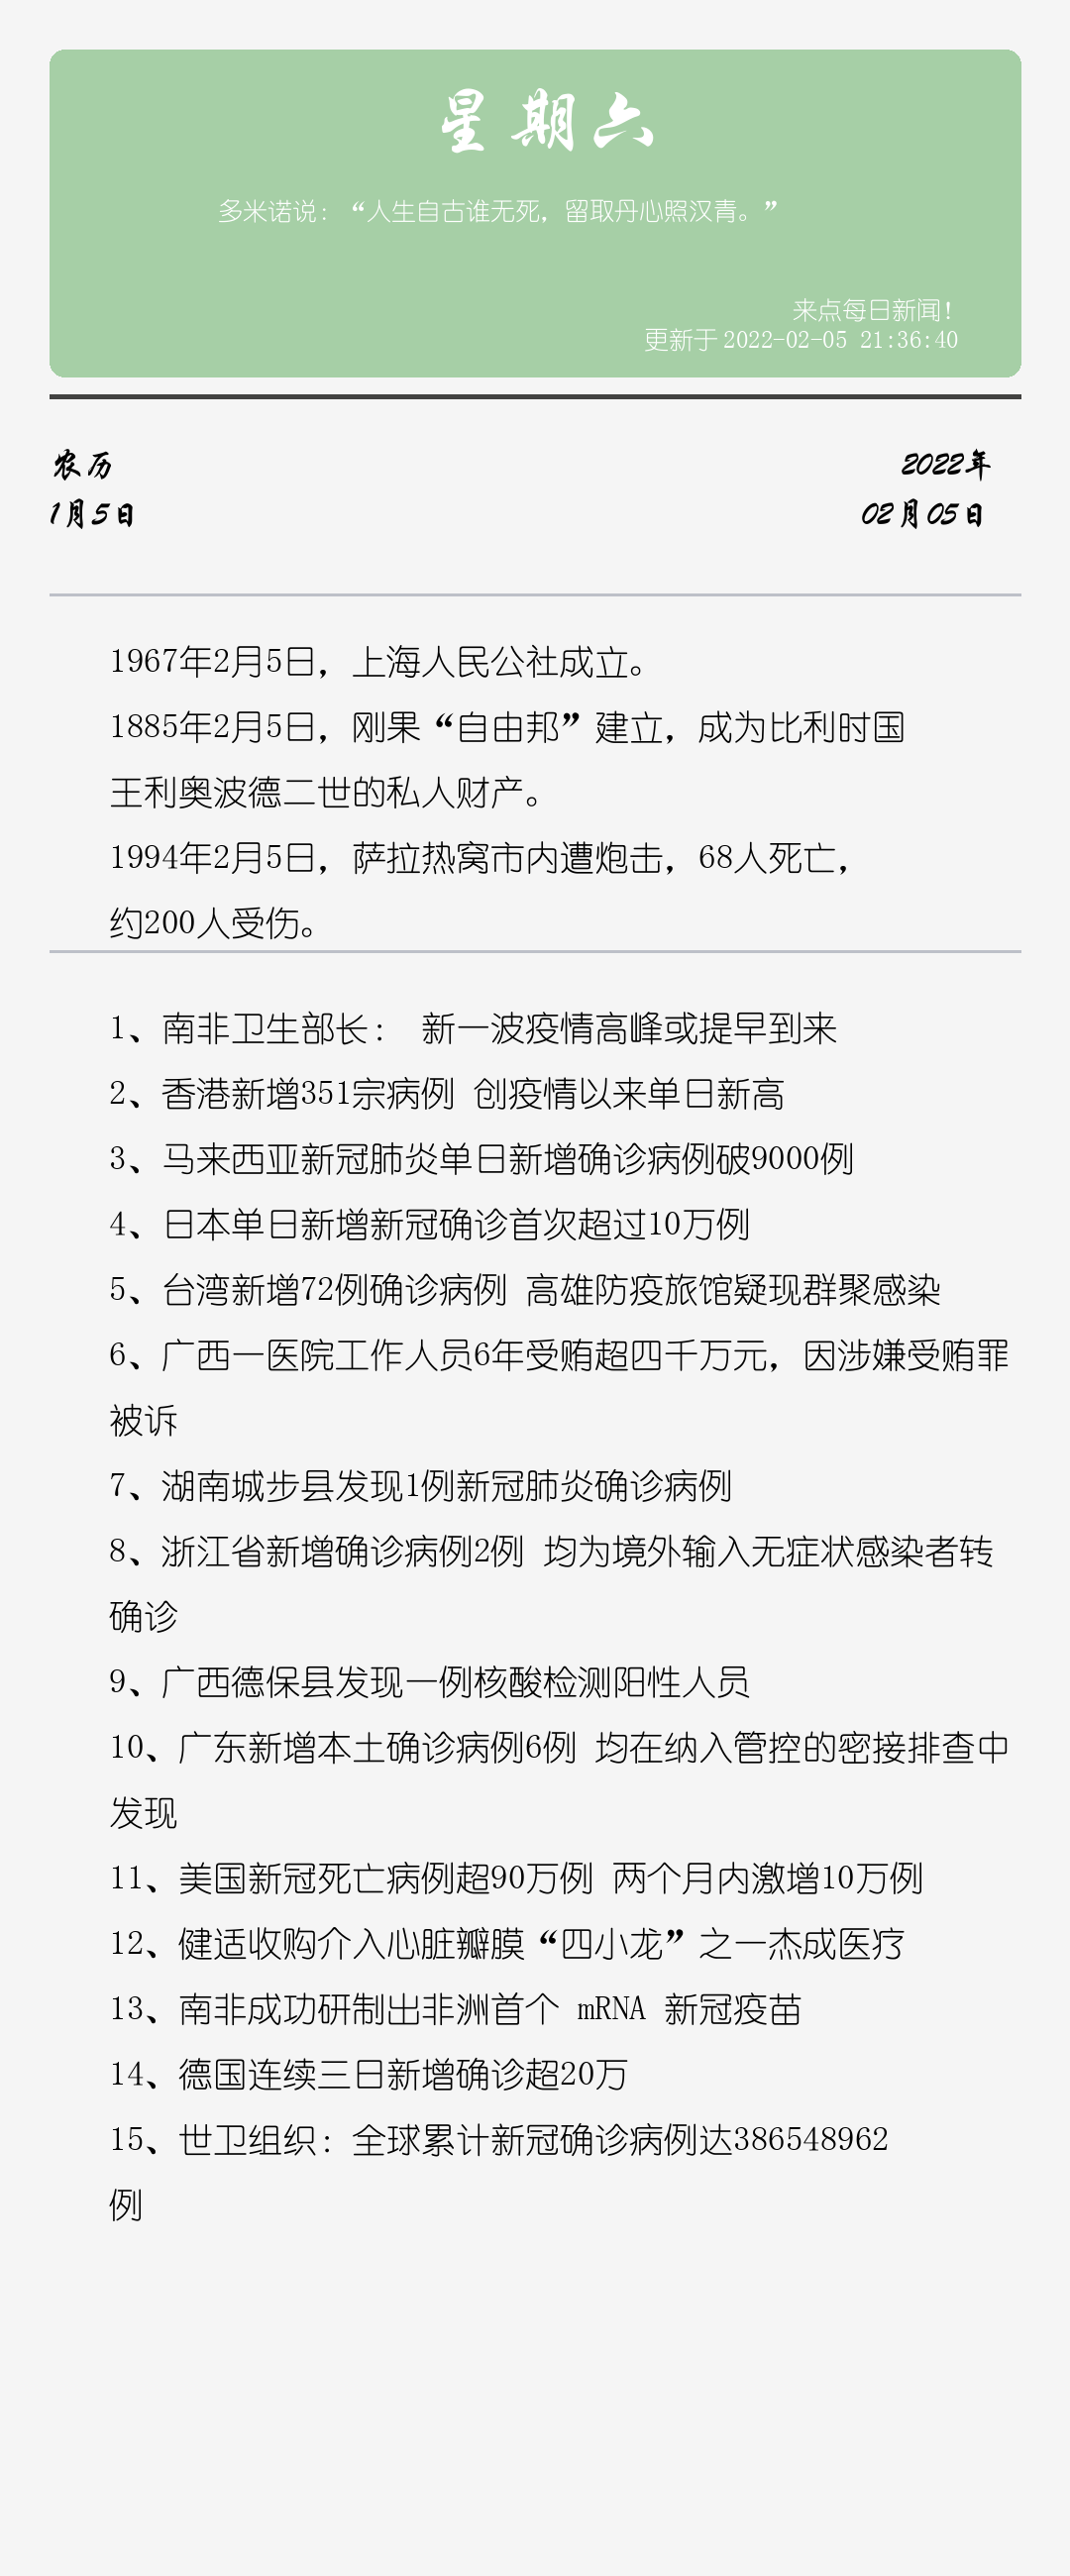 星期六
多米诺说：“人生自古谁无死，留取丹心照汉青。”
来点每日新闻！
更新于 2022-02-05 21:36:40
农历
2022年
1月5日
02月05日
1967年2月5日，上海人民公社成立。
1885年2月5日，刚果“自由邦”建立，成为比利时国
王利奥波德二世的私人财产。
1994年2月5日，萨拉热窝市内遭炮击，68人死亡，
约200人受伤。
1、南非卫生部长： 新一波疫情高峰或提早到来
2、香港新增351宗病例 创疫情以来单日新高
3、马来西亚新冠肺炎单日新增确诊病例破9000例
4、日本单日新增新冠确诊首次超过10万例
5、台湾新增72例确诊病例 高雄防疫旅馆疑现群聚感染
6、广西一医院工作人员6年受贿超四千万元，因涉嫌受贿罪
被诉
7、湖南城步县发现1例新冠肺炎确诊病例
8、浙江省新增确诊病例2例 均为境外输入无症状感染者转
确诊
9、广西德保县发现一例核酸检测阳性人员
10、广东新增本土确诊病例6例 均在纳入管控的密接排查中
发现
11、美国新冠死亡病例超90万例 两个月内激增10万例
12、健适收购介入心脏瓣膜“四小龙”之一杰成医疗
13、南非成功研制出非洲首个 mRNA 新冠疫苗
14、德国连续三日新增确诊超20万
15、世卫组织：全球累计新冠确诊病例达386548962
例